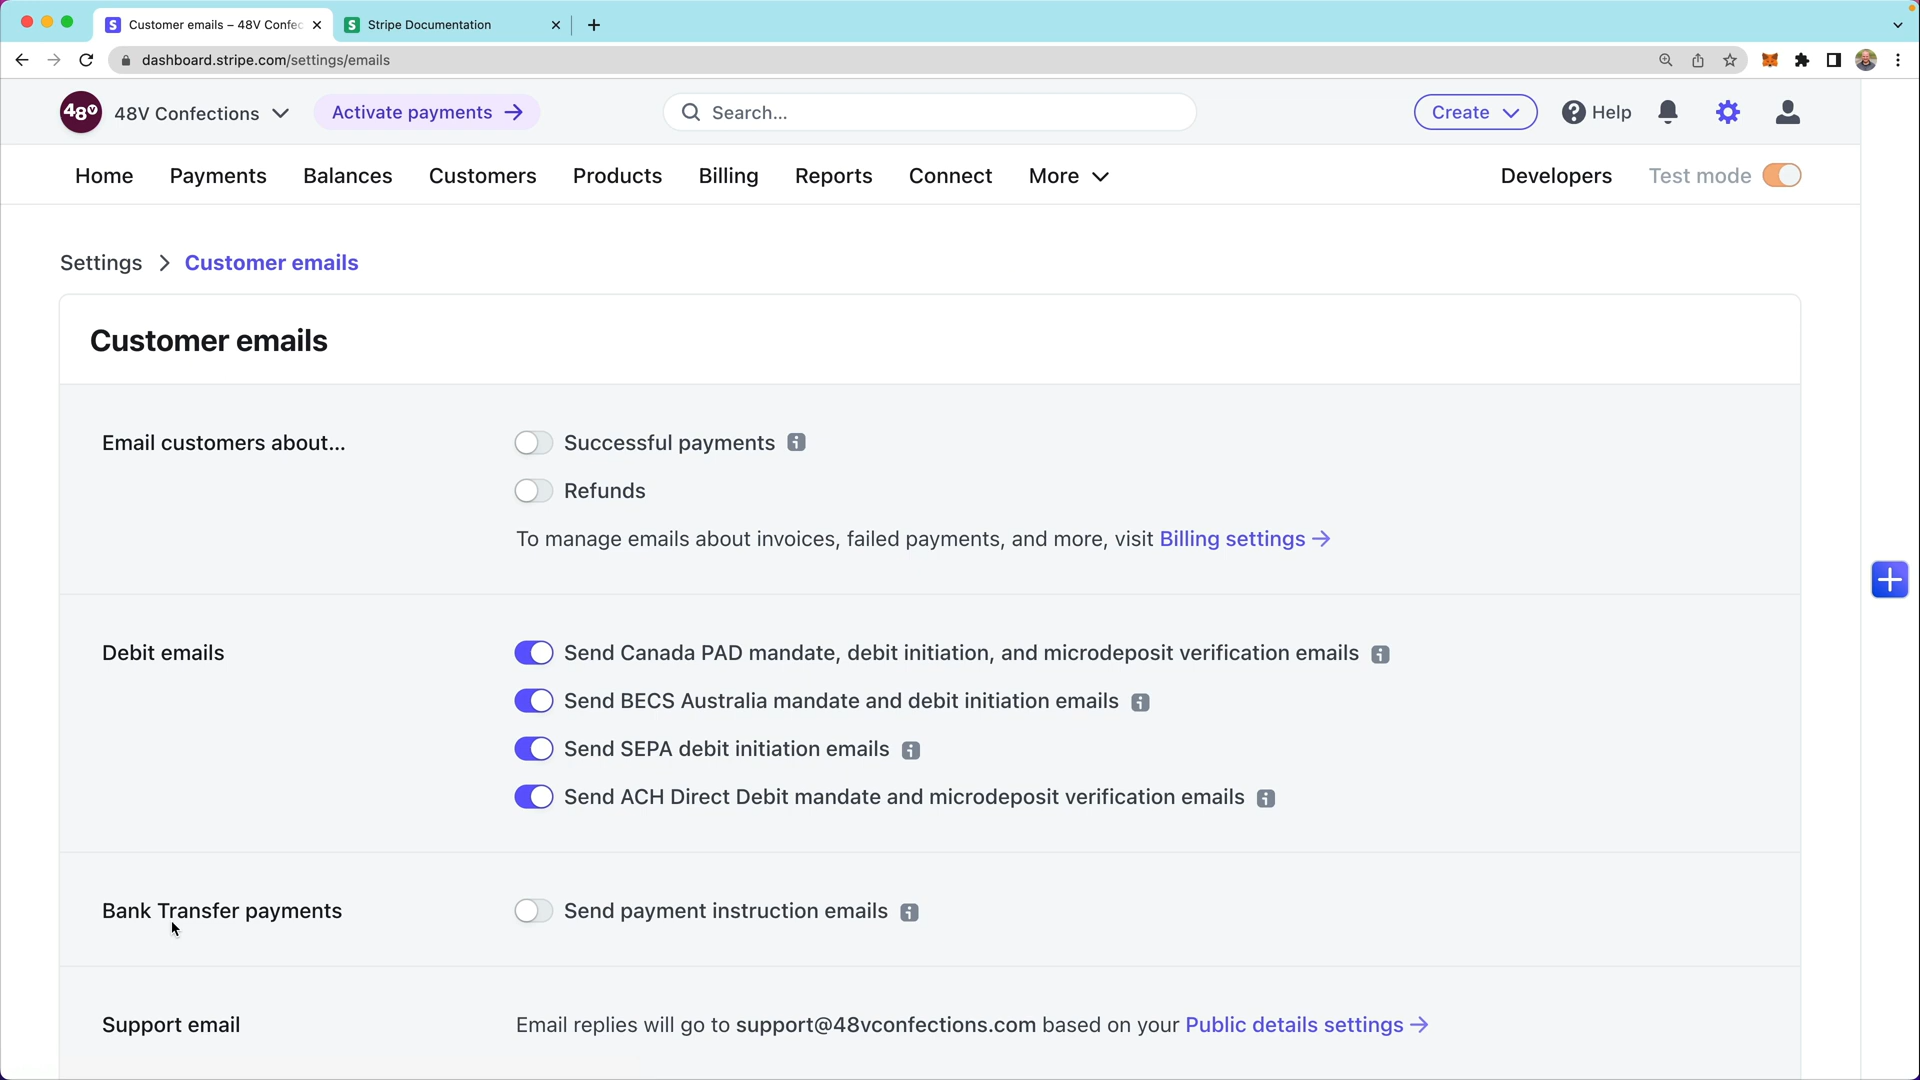 Customer emails – 48V Confec
Stripe Documentation
dashboard.stripe.com/settings/emails
48V
48V Confections
Activate payments →
Search...
Create
Help
Home
Payments
Balances
Customers
Products
Billing
Reports
Connect
More
Developers
Test mode
Settings > Customer emails
Customer emails
Email customers about...
Successful payments
Refunds
To manage emails about invoices, failed payments, and more, visit Billing settings →
Debit emails
Send Canada PAD mandate, debit initiation, and microdeposit verification emails
Send BECS Australia mandate and debit initiation emails
Send SEPA debit initiation emails
Send ACH Direct Debit mandate and microdeposit verification emails
Bank Transfer payments
Send payment instruction emails
Support email
Email replies will go to support@48vconfections.com based on your Public details settings →